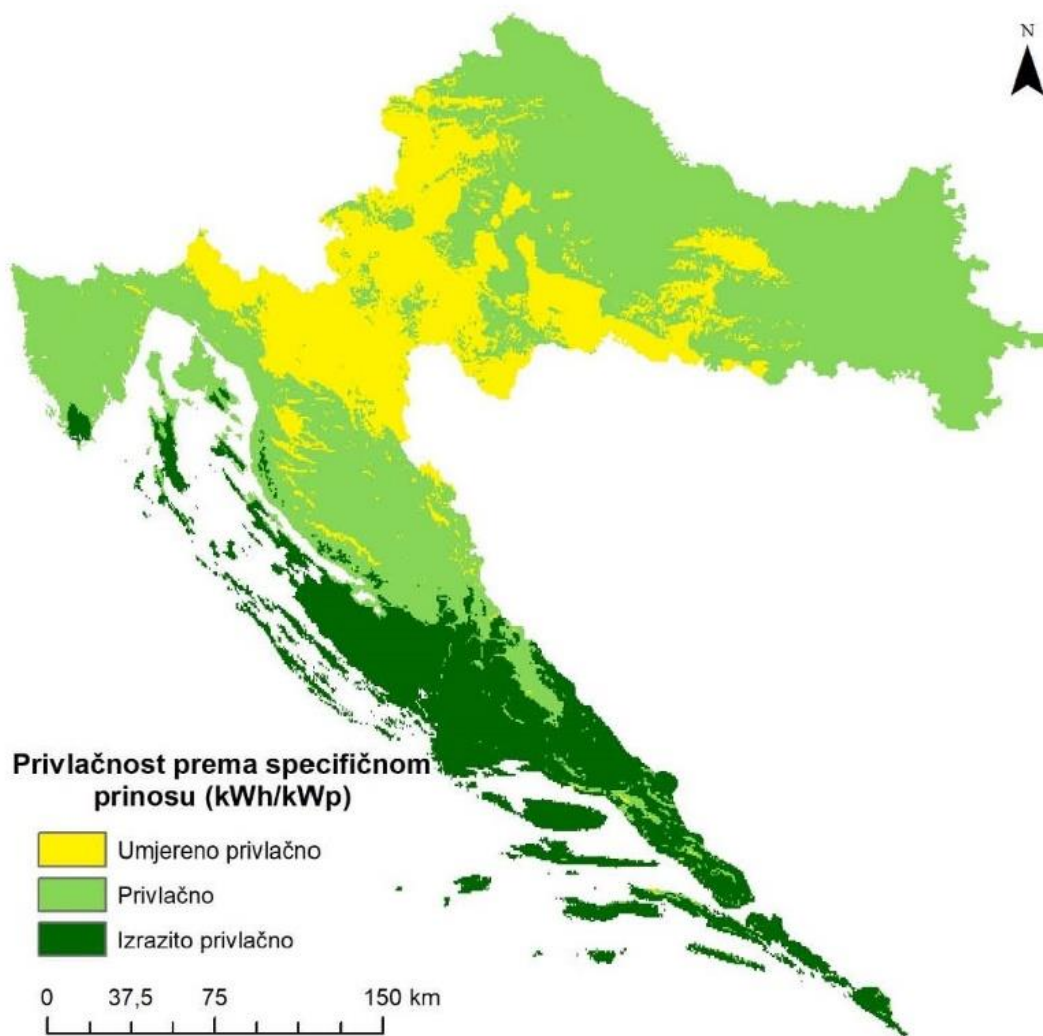 N
Privlačnost prema specifičnom
prinosu (kWh/kWp)
Umjereno privlačno
Privlačno
Izrazito privlačno
0 37,5 75 150 km